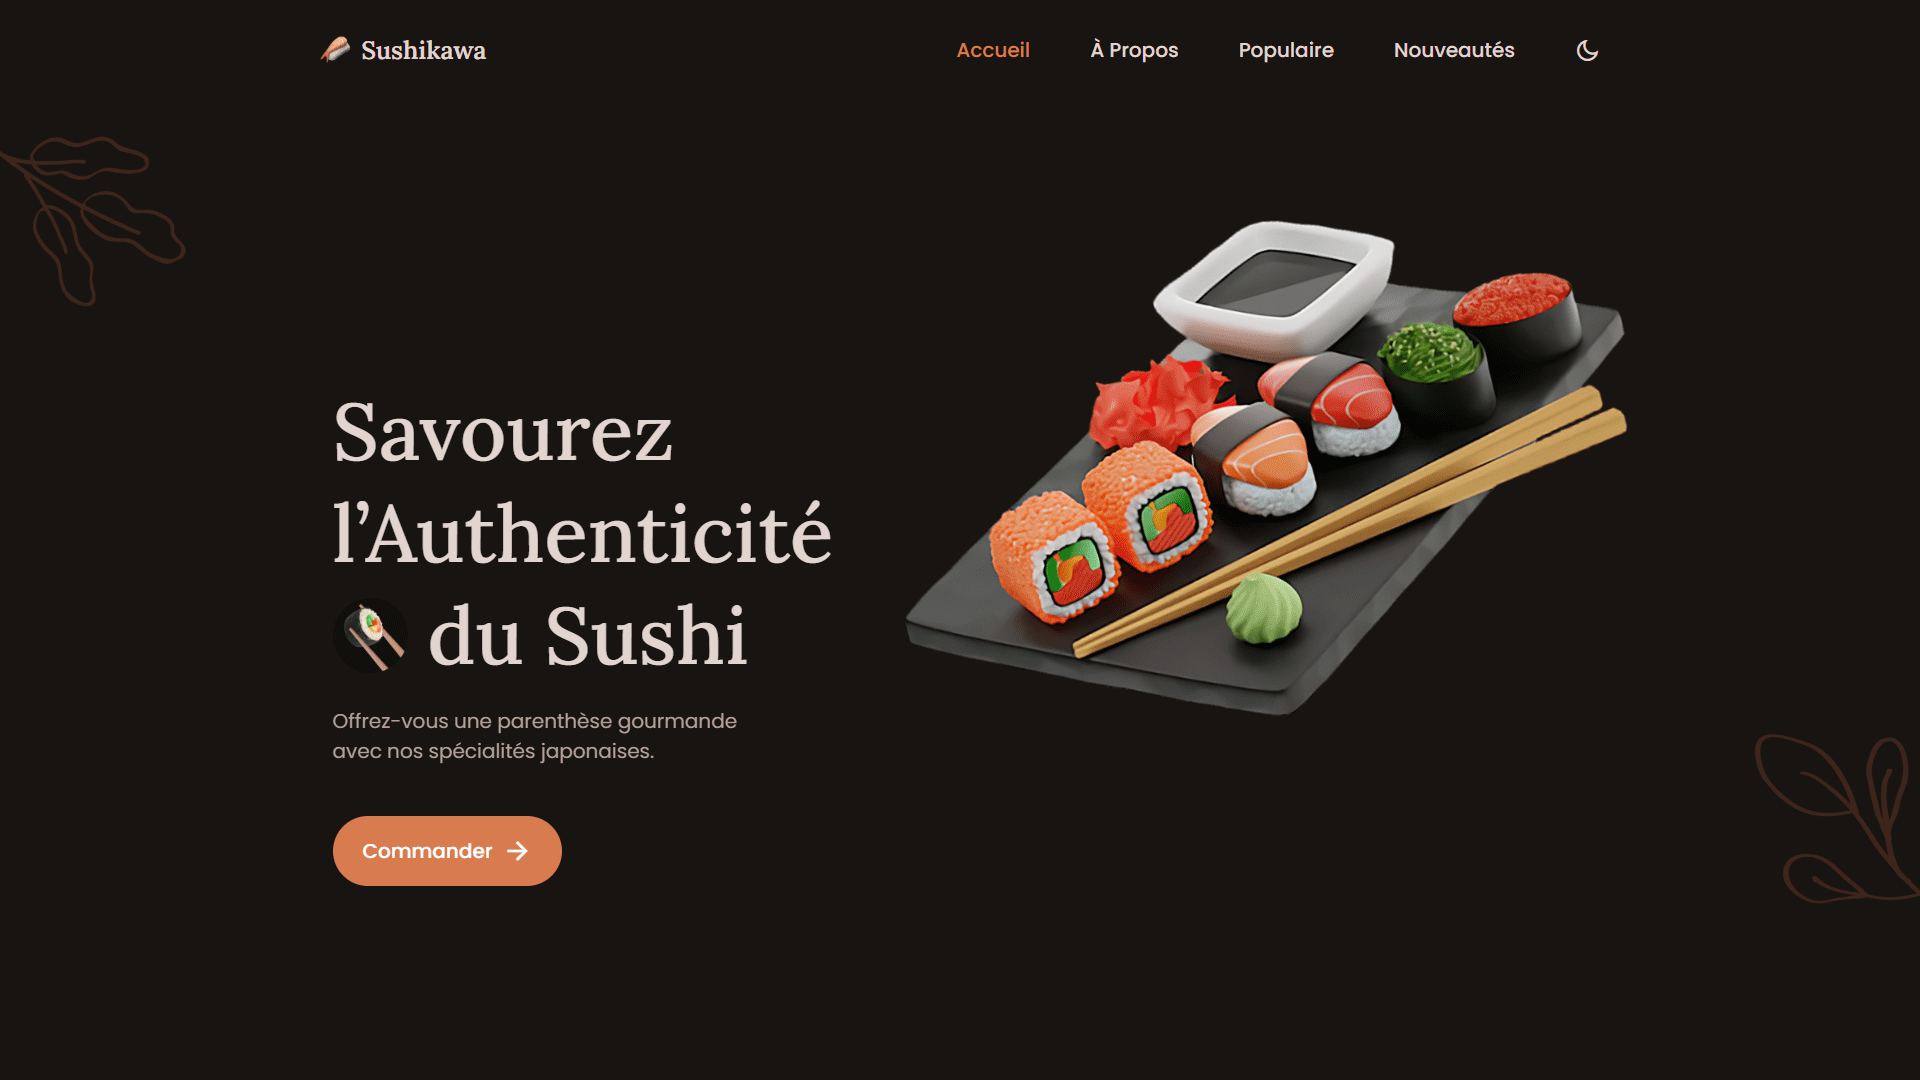 Sushikawa
Accueil
À Propos
Populaire
Nouveautés
Savourez
l’Authenticité
du Sushi
Offrez-vous une parenthèse gourmande
avec nos spécialités japonaises.
Commander